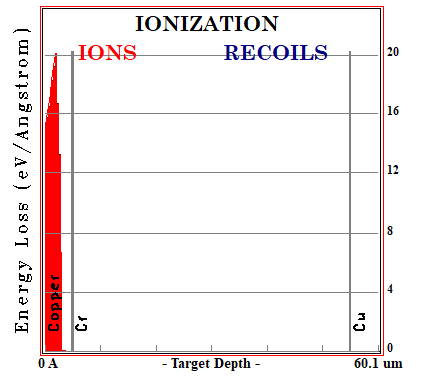 IONIZATION
IONS
RECOILS
Energy Loss (eV/Angstrom)
20
16
12
8
4
0
Copper
Cr
Cu
0 A
- Target Depth -
60.1 um